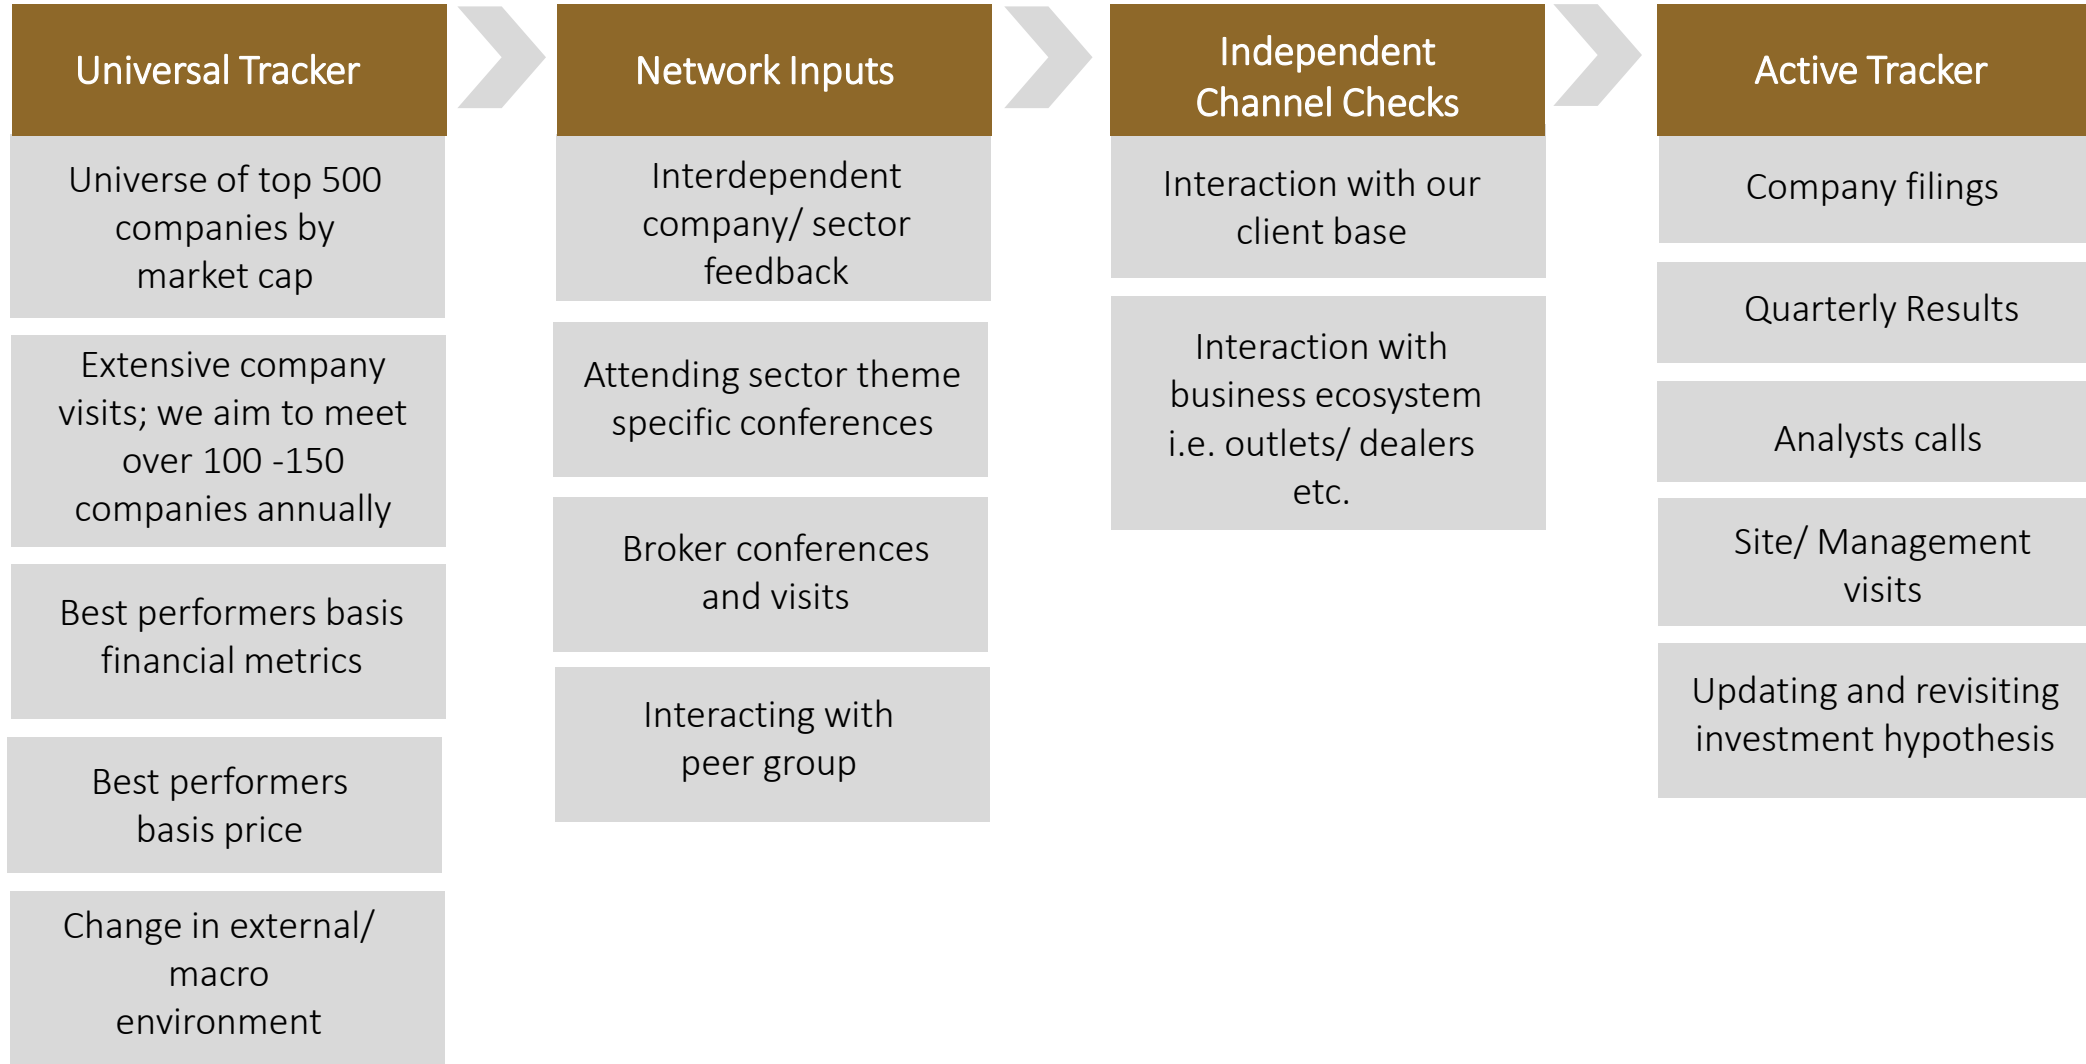 Universal Tracker
Universe of top 500
companies by
market cap
Extensive company
visits; we aim to meet
over 100 -150
companies annually
Best performers basis
financial metrics
Best performers
basis price
Change in external/
macro
environment
Network Inputs
Interdependent
company/ sector
feedback
Attending sector theme
specific conferences
Broker conferences
and visits
Interacting with
peer group
Independent
Channel Checks
Interaction with our
client base
Interaction with
business ecosystem
i.e. outlets/ dealers
etc.
Active Tracker
Company filings
Quarterly Results
Analysts calls
Site/ Management
visits
Updating and revisiting
investment hypothesis